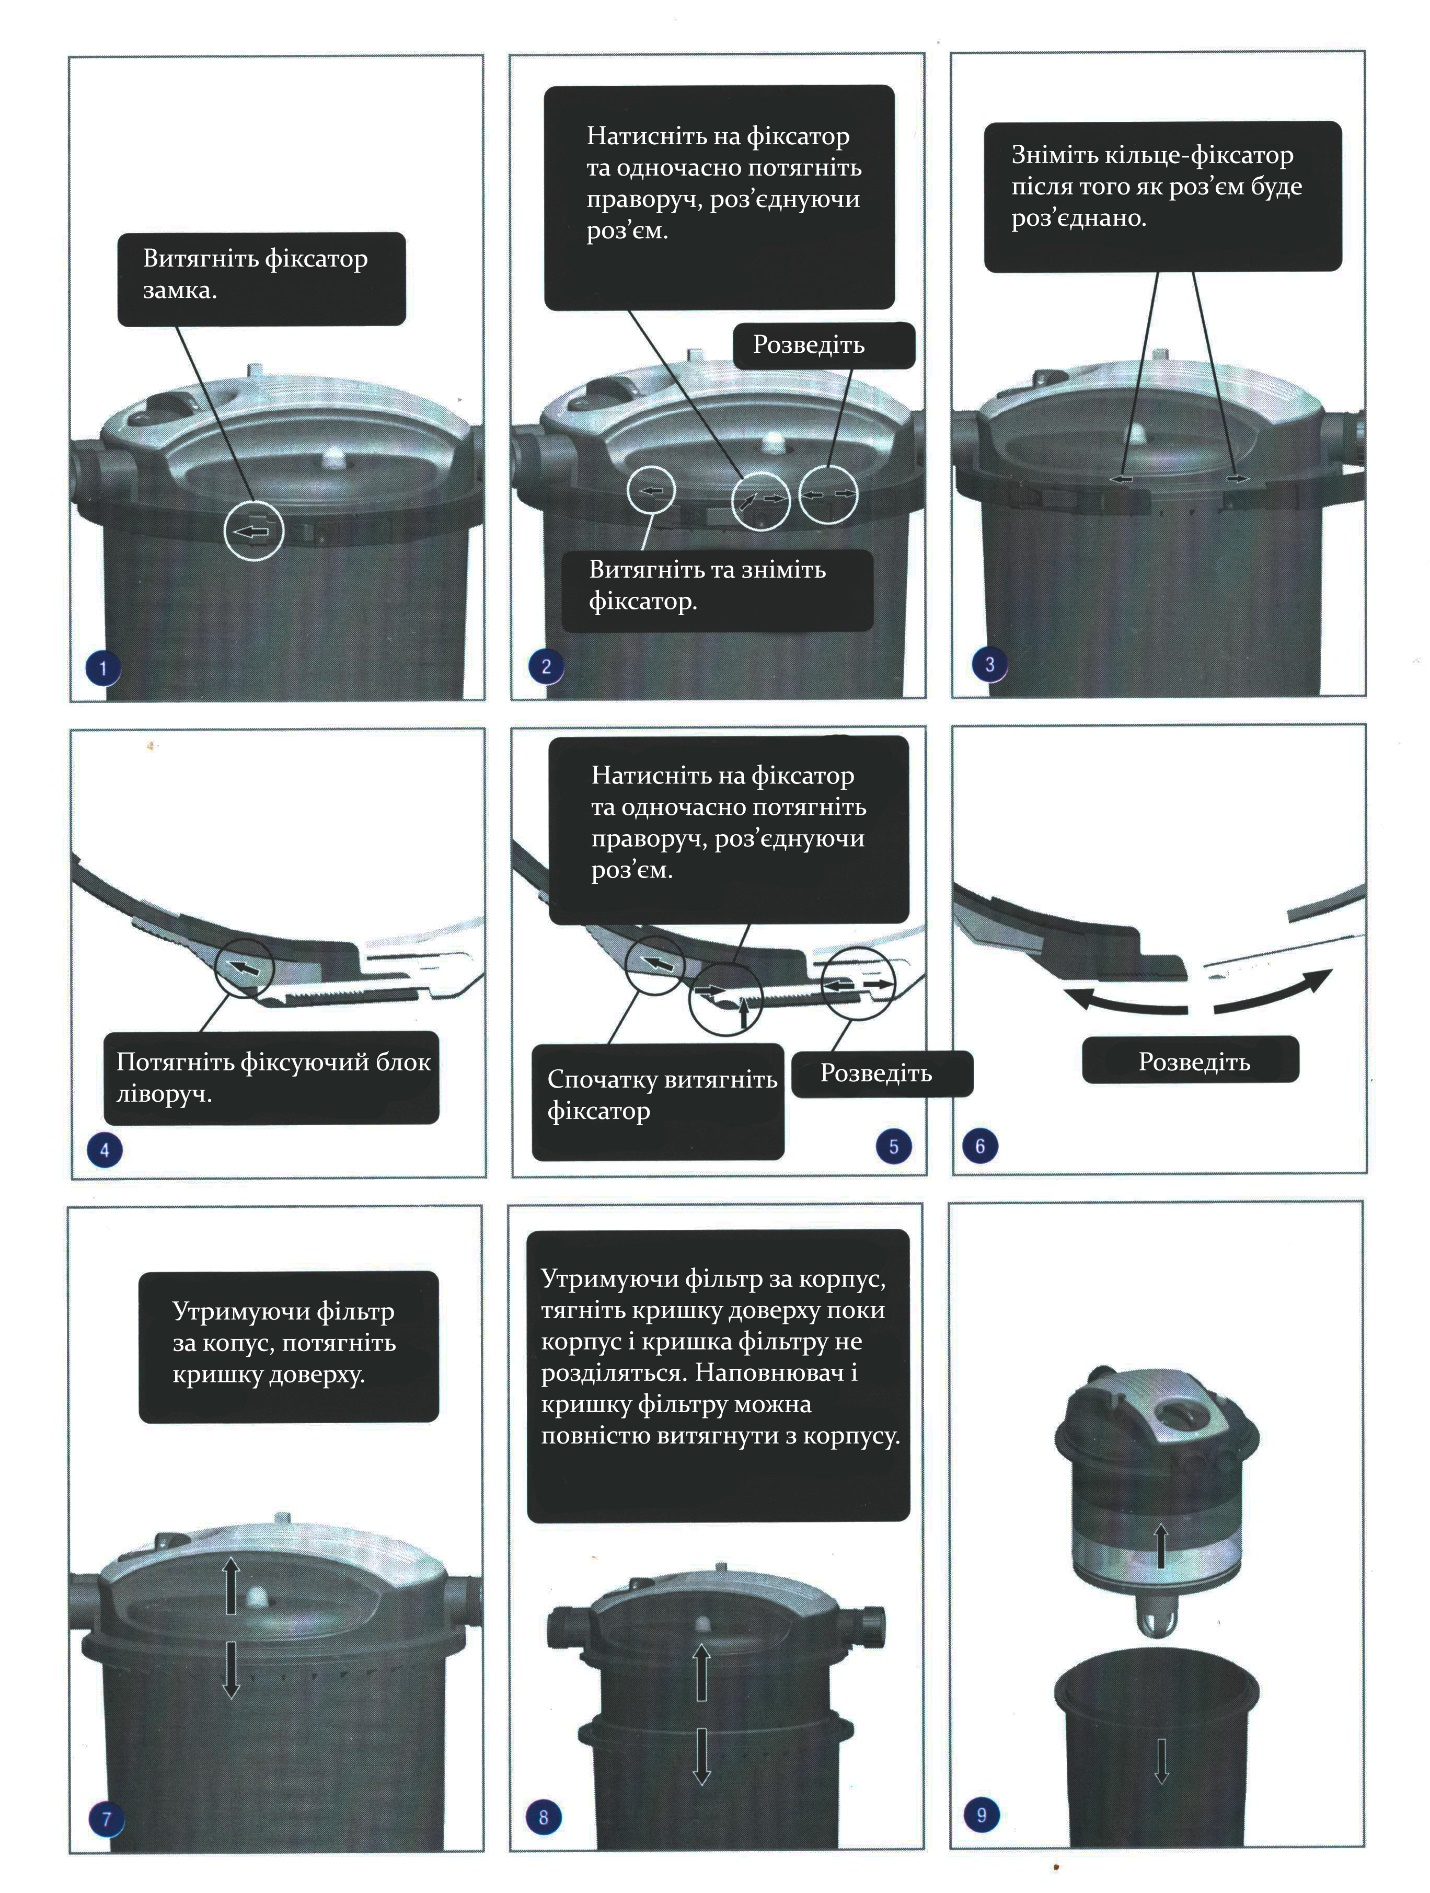 Витягніть фіксатор
замка.
1
Натисніть на фіксатор
та одночасно потягніть
праворуч, роз’єднуючи
роз’єм.
Розведіть
Витягніть та зніміть
фіксатор.
2
Зніміть кільце-фіксатор
після того як роз’єм буде
роз’єднано.
3
Потягніть фіксуючий блок
ліворуч.
4
Натисніть на фіксатор
та одночасно потягніть
праворуч, роз’єднуючи
роз’єм.
Спочатку витягніть
фіксатор
Розведіть
5
Розведіть
6
Утримуючи фільтр
за копус, потягніть
кришку доверху.
7
Утримуючи фільтр за корпус,
тягніть кришку доверху поки
корпус і кришка фільтру не
розділяться. Наповнювач і
кришку фільтру можна
повністю витягнути з корпусу.
8
9